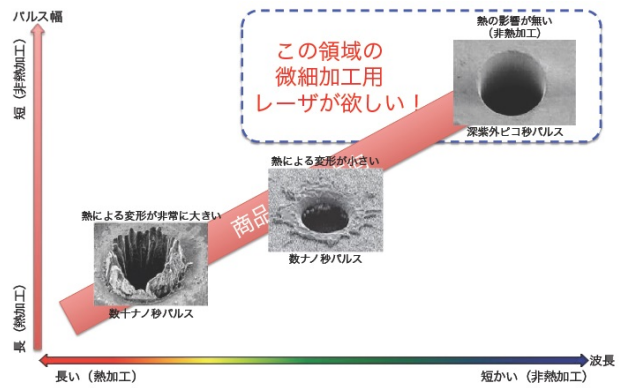 パルス幅
短（非熱加工）
長（熱加工）
この領域の
微細加工用
レーザが欲しい！
熱の影響が無い
（非熱加工）
深紫外ピコ秒パルス
熱による変形が小さい
数ナノ秒パルス
商品
熱による変形が非常に大きい
数十ナノ秒パルス
波長
長い（熱加工）
短かい（非熱加工）